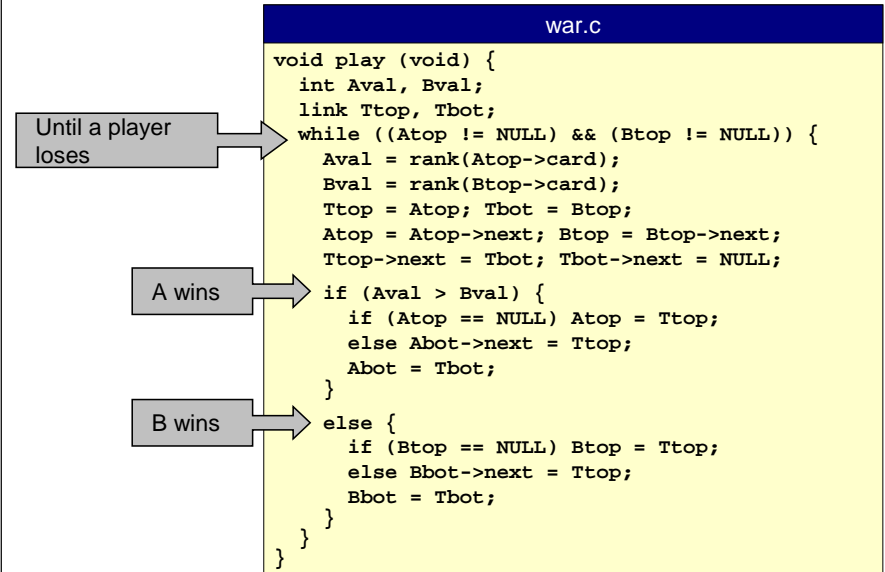 war.c
void play (void) {
int Aval, Bval;
link Ttop, Tbot;
Until a player
loses
while ((Atop != NULL) && (Btop != NULL)) {
Aval = rank(Atop->card);
Bval = rank(Btop->card);
Ttop = Atop; Tbot = Btop;
Atop = Atop->next; Btop = Btop->next;
Ttop->next = Tbot; Tbot->next = NULL;
A wins
if (Aval > Bval) {
if (Atop == NULL) Atop = Ttop;
else Abot->next = Ttop;
Abot = Tbot;
}
B wins
else {
if (Btop == NULL) Btop = Ttop;
else Bbot->next = Ttop;
Bbot = Tbot;
}
}
}